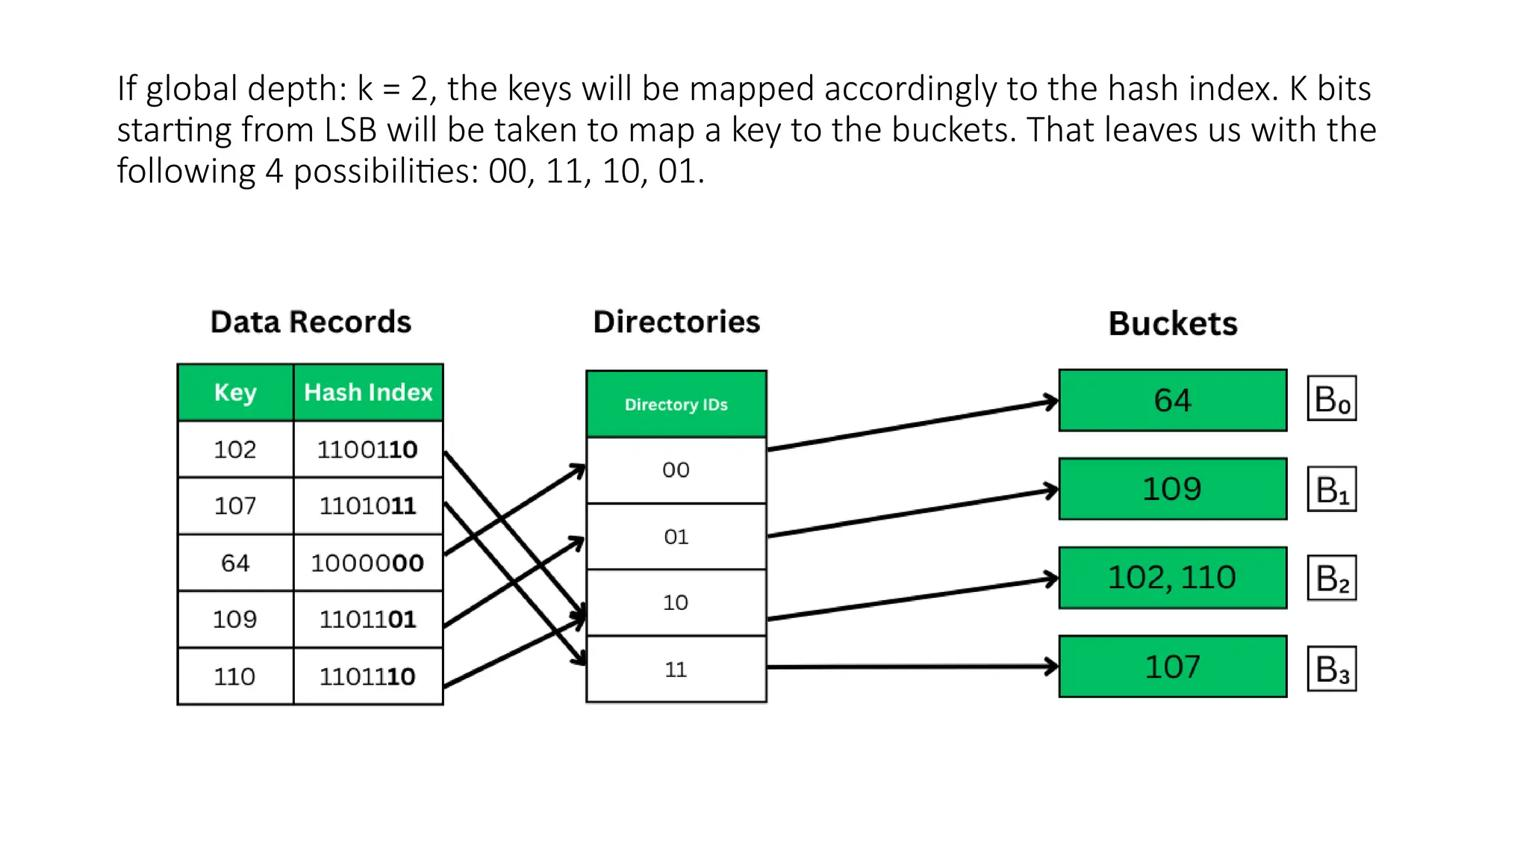 If global depth: k = 2, the keys will be mapped accordingly to the hash index. K bits
starting from LSB will be taken to map a key to the buckets. That leaves us with the
following 4 possibilities: 00, 11, 10, 01.
Data Records
Key Hash Index
102 1100110
107 1101011
64 1000000
109 1101101
110 1101110
Directories
Directory IDs
00
01
10
11
Buckets
64 B₀
109 B₁
102, 110 B₂
107 B₃